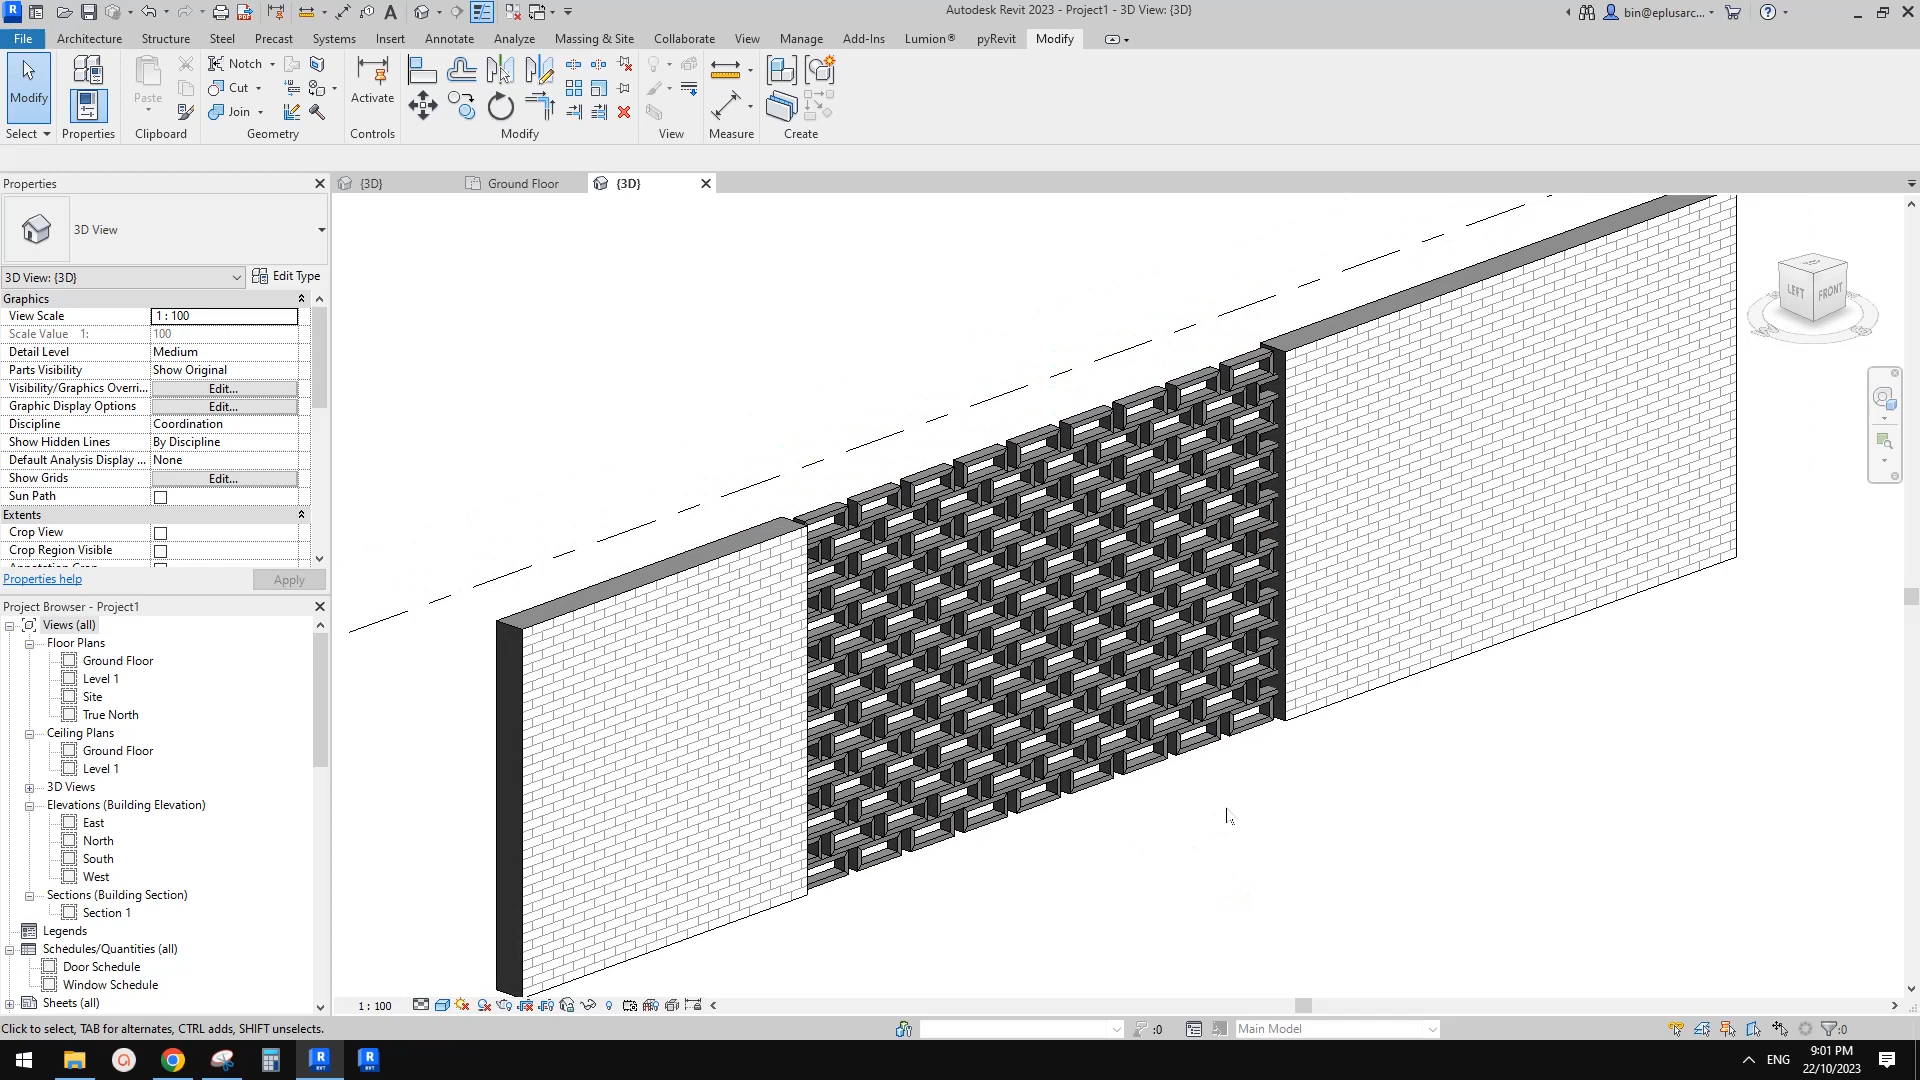 Autodesk Revit 2023 - Project1 - 3D View: {3D}
bin@eplusarc...
File Architecture Structure Steel Precast Systems Insert Annotate Analyze Massing & Site Collaborate View Manage Add-Ins Lumion® pyRevit Modify
Modify
Paste
Notch
Cut
Join
Activate
Select Properties Clipboard Geometry Controls Modify View Measure Create
Properties
{3D}
Ground Floor
{3D}
3D View
3D View: {3D}
Edit Type
Graphics
View Scale 1 : 100
Scale Value 1: 100
Detail Level Medium
Parts Visibility Show Original
Visibility/Graphics Overri... Edit...
Graphic Display Options Edit...
Discipline Coordination
Show Hidden Lines By Discipline
Default Analysis Display ... None
Show Grids Edit...
Sun Path
Extents
Crop View
Crop Region Visible
Properties help
Apply
Project Browser - Project1
Views (all)
Floor Plans
Ground Floor
Level 1
Site
True North
Ceiling Plans
Ground Floor
Level 1
3D Views
Elevations (Building Elevation)
East
North
South
West
Sections (Building Section)
Section 1
Legends
Schedules/Quantities (all)
Door Schedule
Window Schedule
Sheets (all)
LEFT
FRONT
1 : 100
Click to select, TAB for alternates, CTRL adds, SHIFT unselects.
:0
Main Model
:0
ENG
9:01 PM
22/10/2023